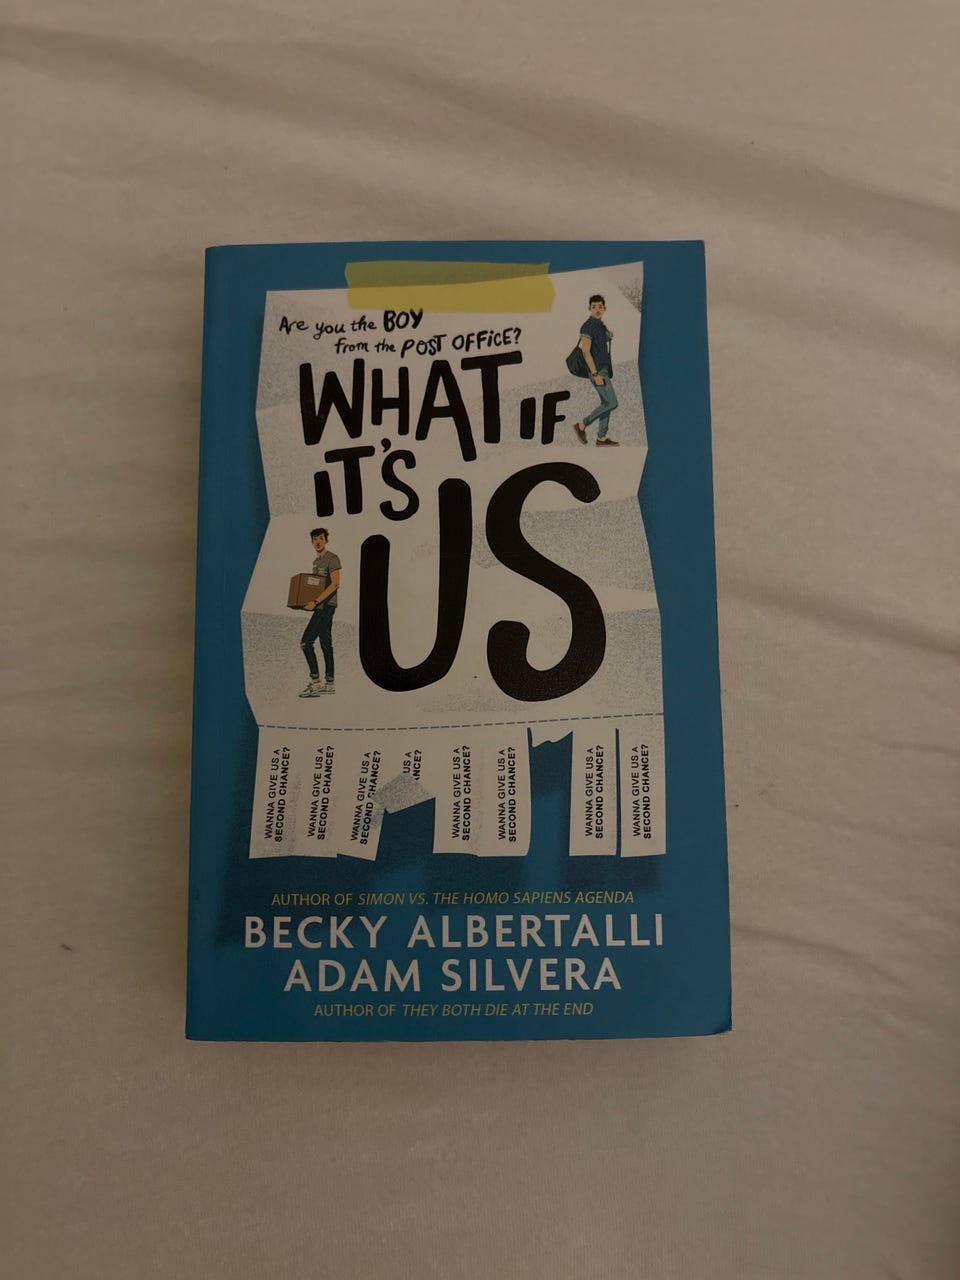 Are you the BOY
from the POST OFFiCE?
WHAT IF
IT'S
US
WANNA GIVE US A
SECOND CHANCE?
WANNA GIVE US A
SECOND CHANCE?
WANNA GIVE US A
SECOND CHANCE?
US A
CHANCE?
WANNA GIVE US A
SECOND CHANCE?
WANNA GIVE US A
SECOND CHANCE?
WANNA GIVE US A
SECOND CHANCE?
WANNA GIVE US A
SECOND CHANCE?
AUTHOR OF SIMON VS. THE HOMO SAPIENS AGENDA
BECKY ALBERTALLI
ADAM SILVERA
AUTHOR OF THEY BOTH DIE AT THE END